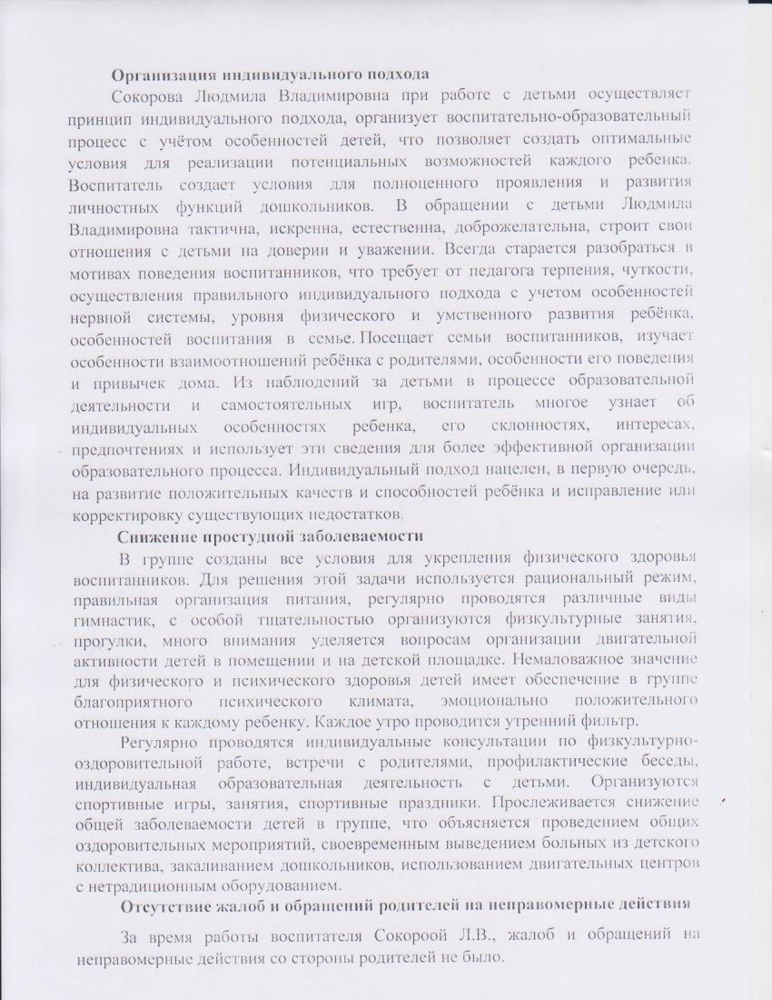 Организация индивидуального подхода
Сокорова Людмила Владимировна при работе с детьми осуществляет
принцип индивидуального подхода, организует воспитательно-образовательный
процесс с учётом особенностей детей, что позволяет создать оптимальные
условия для реализации потенциальных возможностей каждого ребенка.
Воспитатель создает условия для полноценного проявления и развития
личностных функций дошкольников. В обращении с детьми Людмила
Владимировна тактична, искренна, естественна, доброжелательна, строит свои
отношения с детьми на доверии и уважении. Всегда старается разобраться в
мотивах поведения воспитанников, что требует от педагога терпения, чуткости,
осуществления правильного индивидуального подхода с учетом особенностей
нервной системы, уровня физического и умственного развития ребёнка,
особенностей воспитания в семье. Посещает семьи воспитанников, изучает
особенности взаимоотношений ребёнка с родителями, особенности его поведения
и привычек дома. Из наблюдений за детьми в процессе образовательной
деятельности и самостоятельных игр, воспитатель многое узнает об
индивидуальных особенностях ребенка, его склонностях, интересах,
предпочтениях и использует эти сведения для более эффективной организации
образовательного процесса. Индивидуальный подход нацелен, в первую очередь,
на развитие положительных качеств и способностей ребёнка и исправление или
корректировку существующих недостатков.
Снижение простудной заболеваемости
В группе созданы все условия для укрепления физического здоровья
воспитанников. Для решения этой задачи используется рациональный режим,
правильная организация питания, регулярно проводятся различные виды
гимнастик, с особой тщательностью организуются физкультурные занятия,
прогулки, много внимания уделяется вопросам организации двигательной
активности детей в помещении и на детской площадке. Немаловажное значение
для физического и психического здоровья детей имеет обеспечение в группе
благоприятного психического климата, эмоционально положительного
отношения к каждому ребенку. Каждое утро проводится утренний фильтр.
Регулярно проводятся индивидуальные консультации по физкультурно-
оздоровительной работе, встречи с родителями, профилактические беседы,
индивидуальная образовательная деятельность с детьми. Организуются
спортивные игры, занятия, спортивные праздники. Прослеживается снижение
общей заболеваемости детей в группе, что объясняется проведением общих
оздоровительных мероприятий, своевременным выведением больных из детского
коллектива, закаливанием дошкольников, использованием двигательных центров
с нетрадиционным оборудованием.
Отсутствие жалоб и обращений родителей на неправомерные действия
За время работы воспитателя Сокороой Л.В., жалоб и обращений на
неправомерные действия со стороны родителей не было.